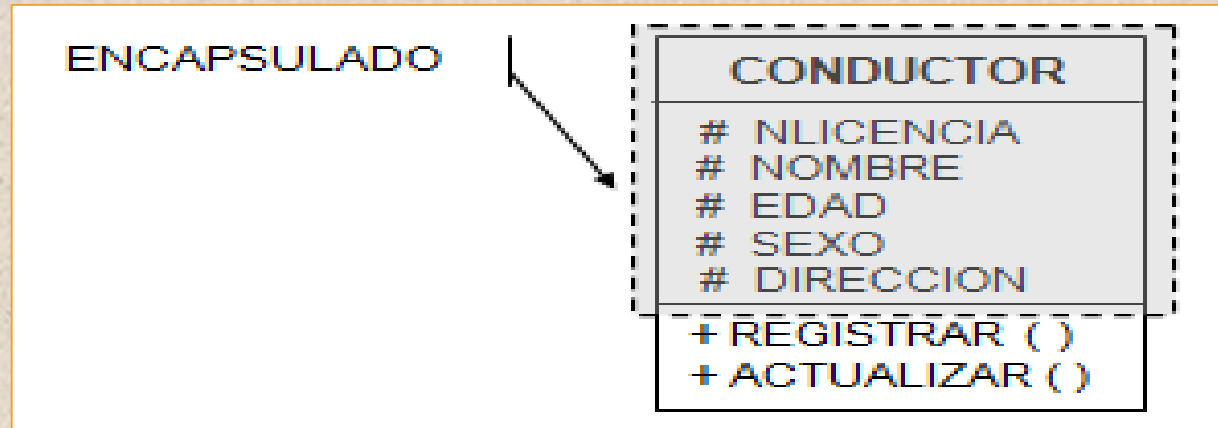 ENCAPSULADO
CONDUCTOR
# NLICENCIA
# NOMBRE
# EDAD
# SEXO
# DIRECCION
+ REGISTRAR ( )
+ ACTUALIZAR ( )